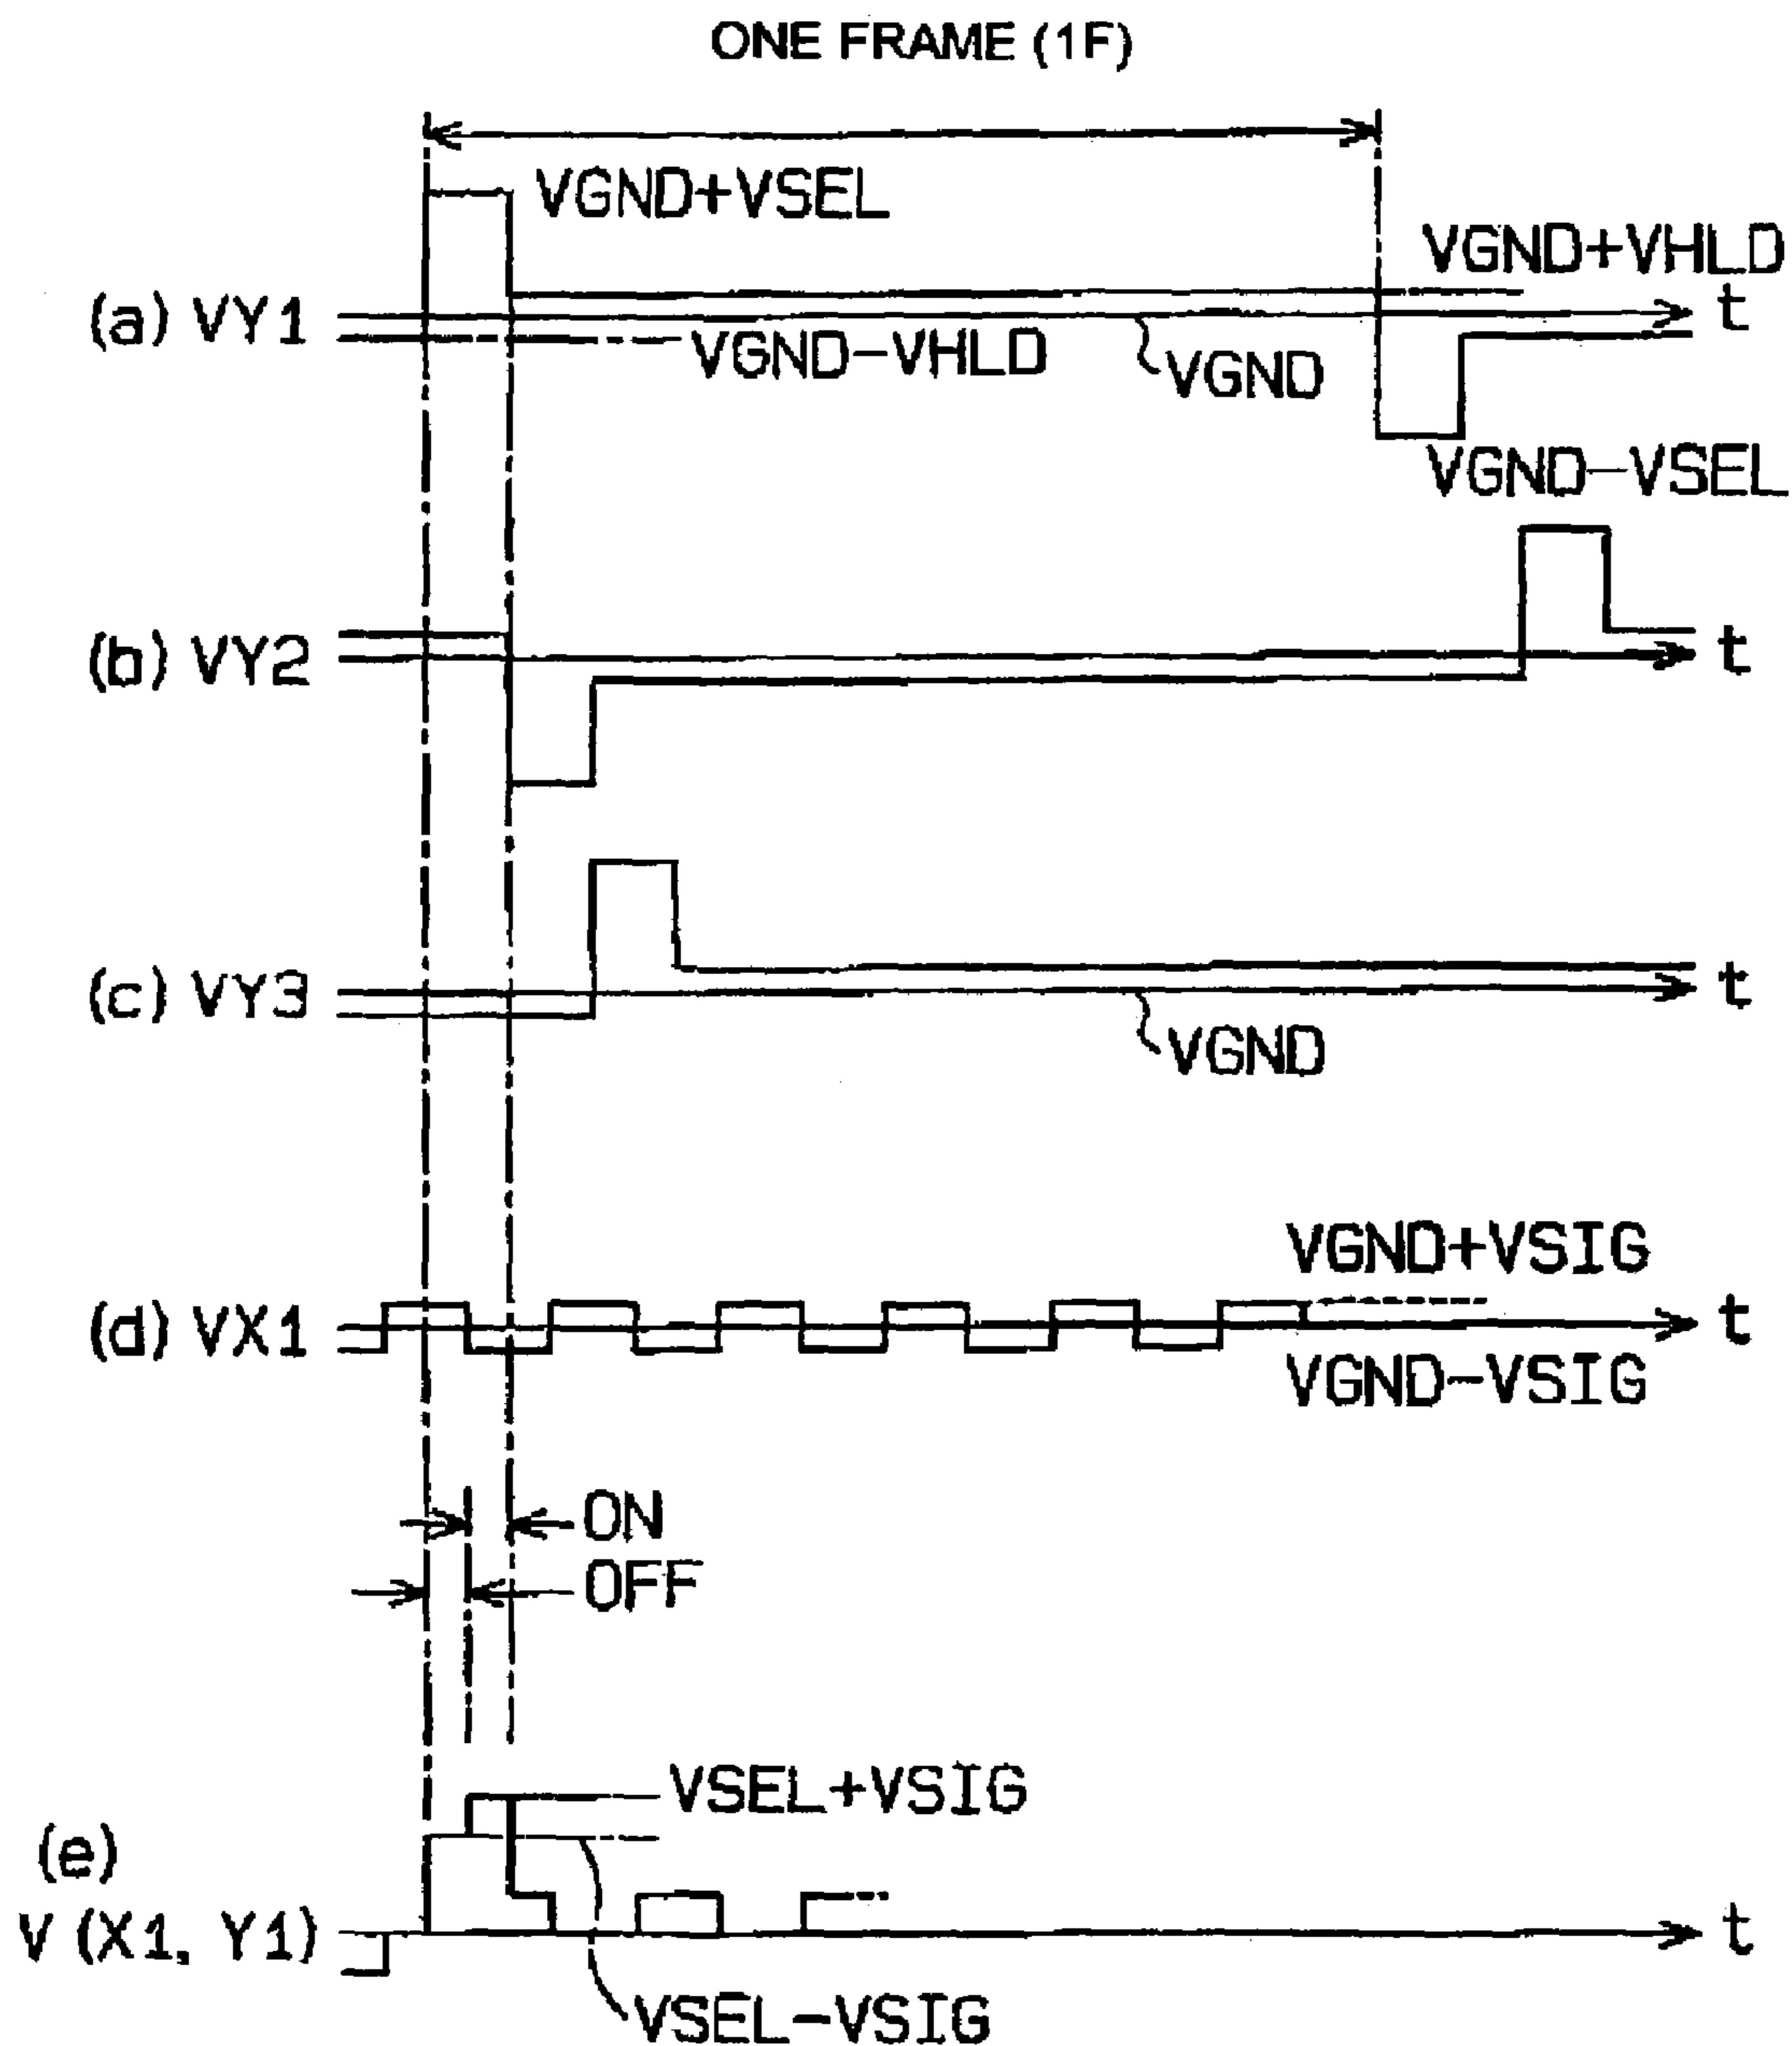 ONE FRAME (1F)
VGND+VSEL
VGND+VHLD
(a) VY1
t
VGND-VHLD
VGND
VGND-VSEL
(b) VY2
t
(c) VY3
t
VGND
VGND+VSIG
(d) VX1
t
VGND-VSIG
ON
OFF
VSEL+VSIG
(e)
V (X1, Y1)
t
VSEL-VSIG